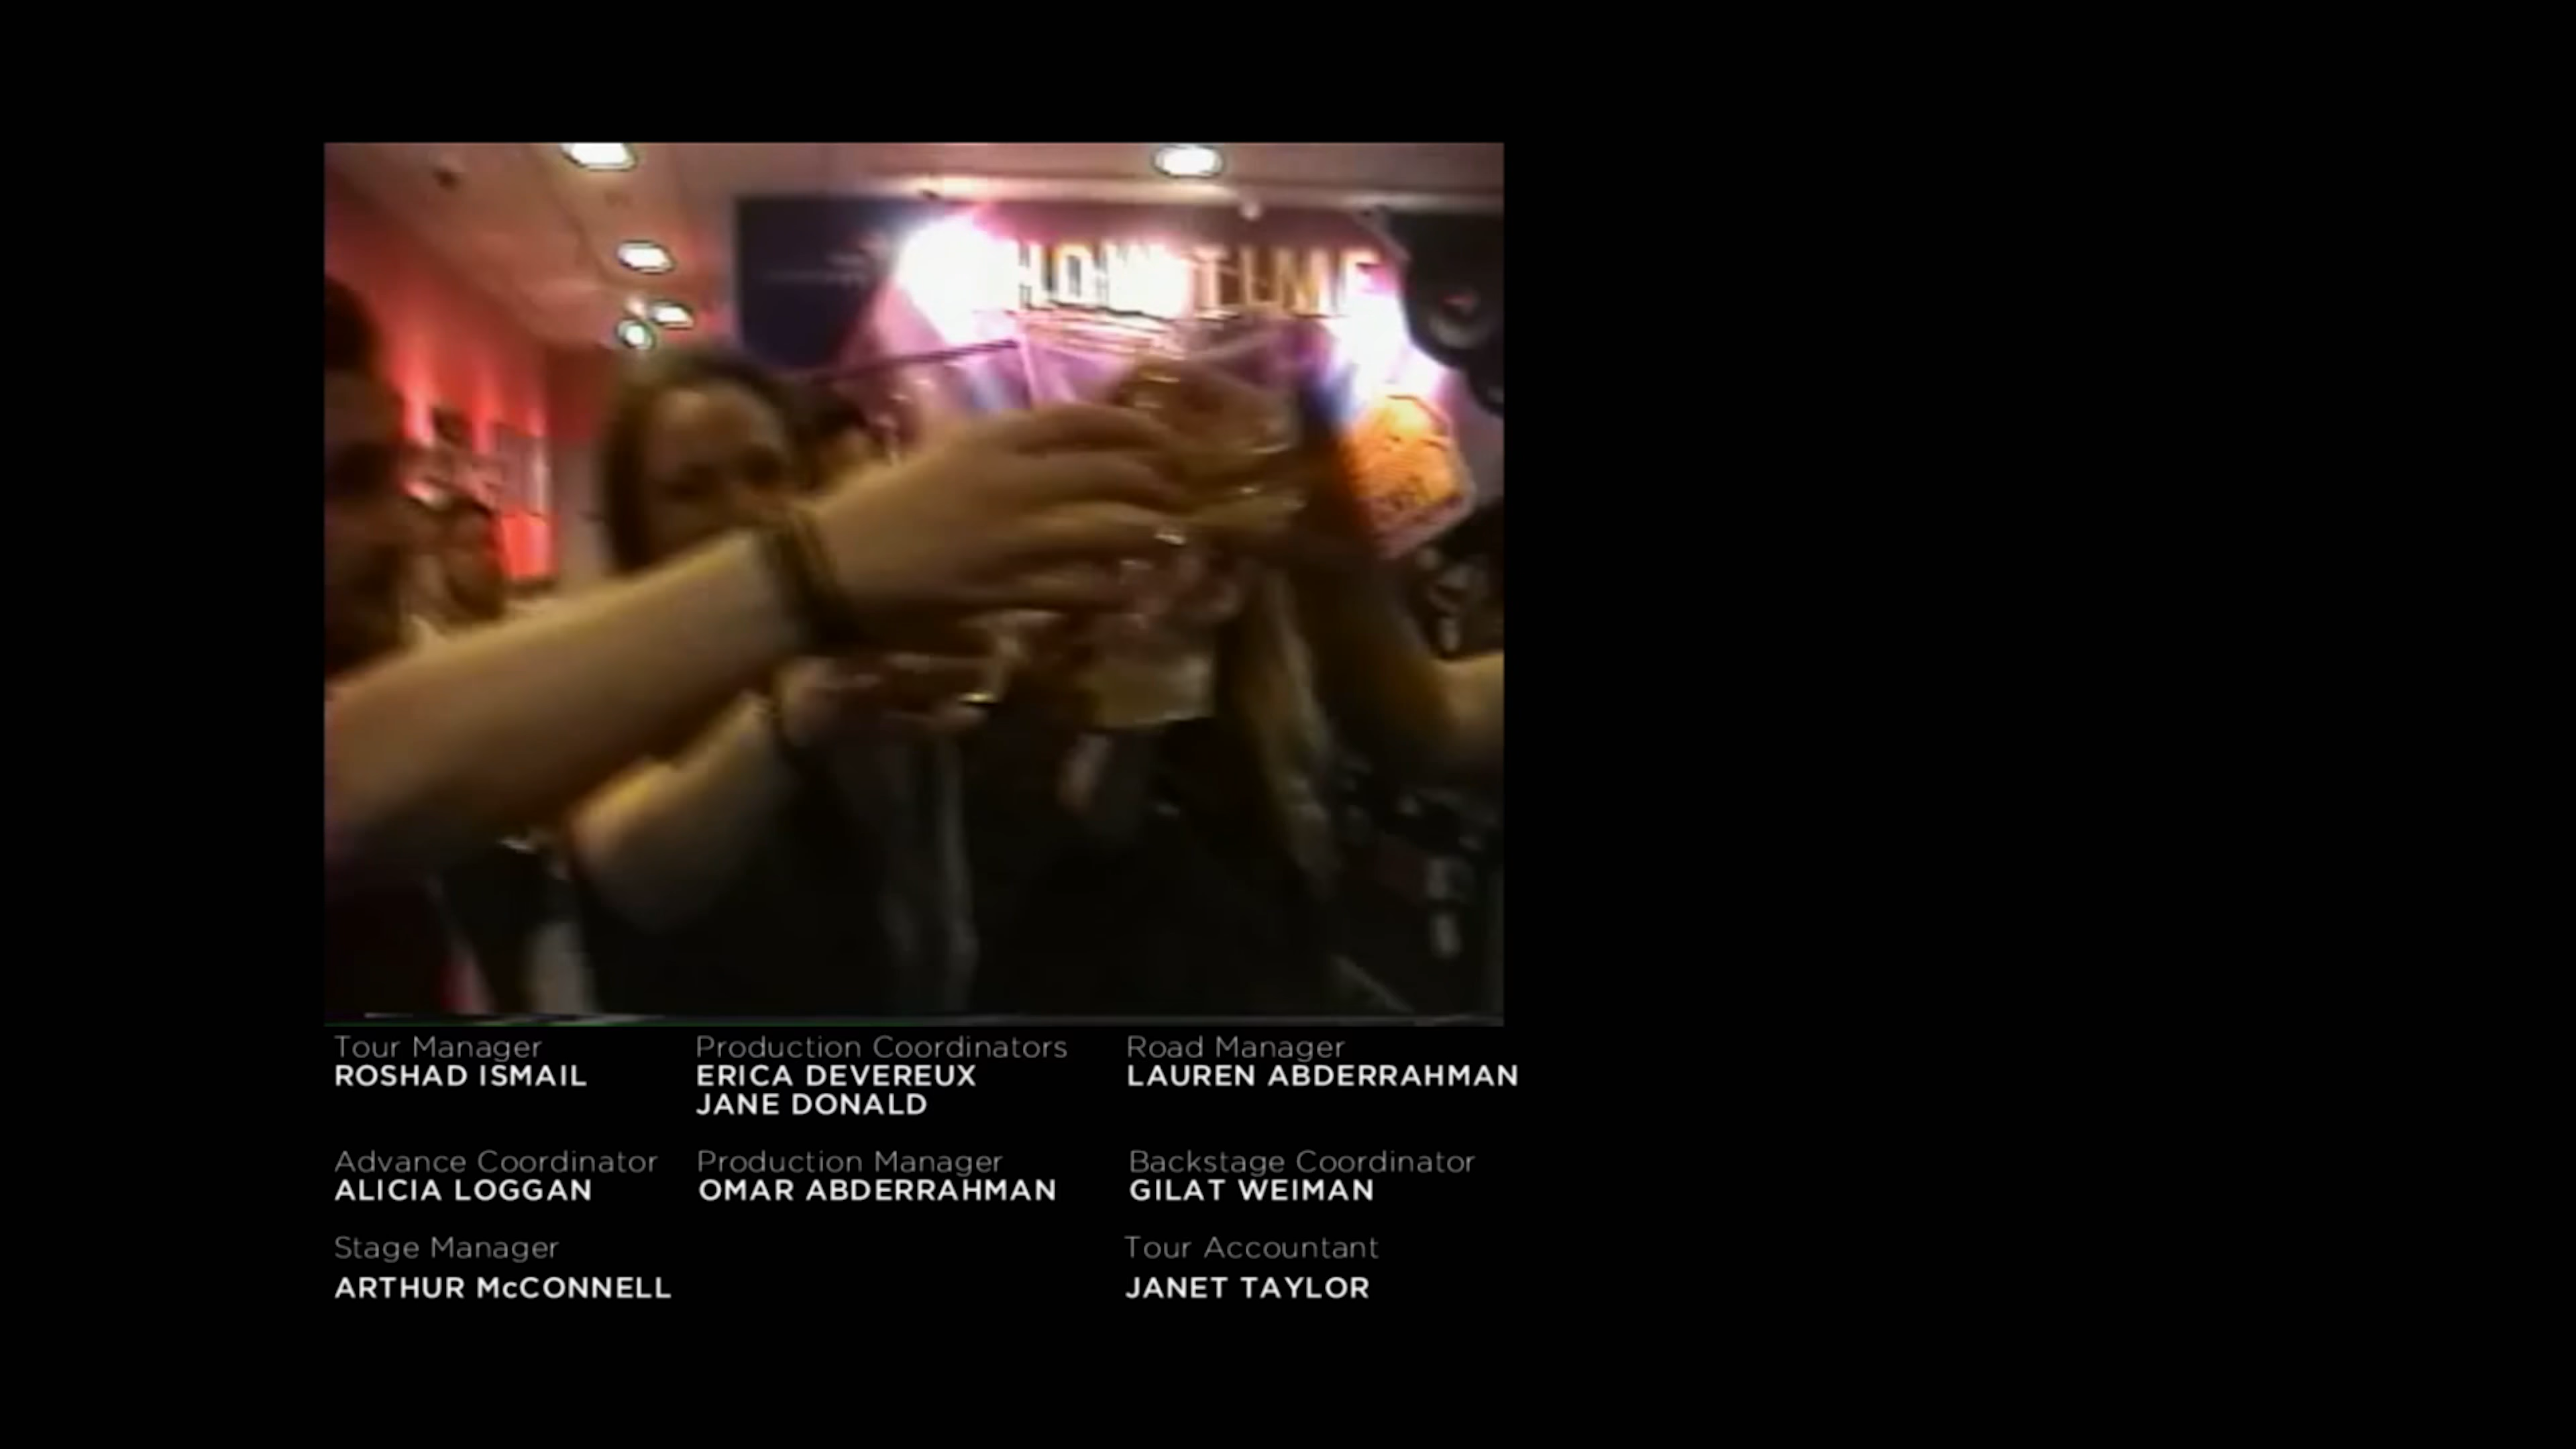 SHOWTIME
Tour Manager
ROSHAD ISMAIL
Production Coordinators
ERICA DEVEREUX
JANE DONALD
Road Manager
LAUREN ABDERRAHMAN
Advance Coordinator
ALICIA LOGGAN
Production Manager
OMAR ABDERRAHMAN
Backstage Coordinator
GILAT WEIMAN
Stage Manager
ARTHUR McCONNELL
Tour Accountant
JANET TAYLOR